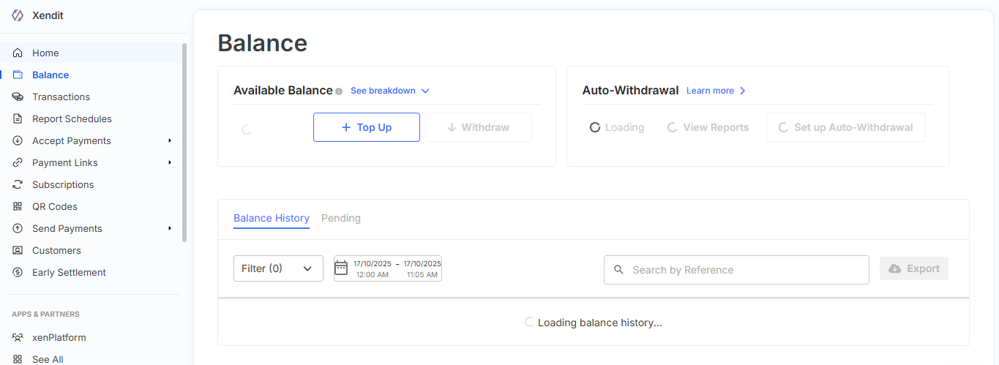 Xendit
Home
Balance
Transactions
Report Schedules
Accept Payments
Payment Links
Subscriptions
QR Codes
Send Payments
Customers
Early Settlement
APPS & PARTNERS
xenPlatform
See All
Balance
Available Balance See breakdown
Top Up Withdraw
Auto-Withdrawal Learn more
Loading View Reports Set up Auto-Withdrawal
Balance History Pending
Filter (0) 17/10/2025 – 17/10/2025 Search by Reference Export
12:00 AM 11:05 AM
Loading balance history...